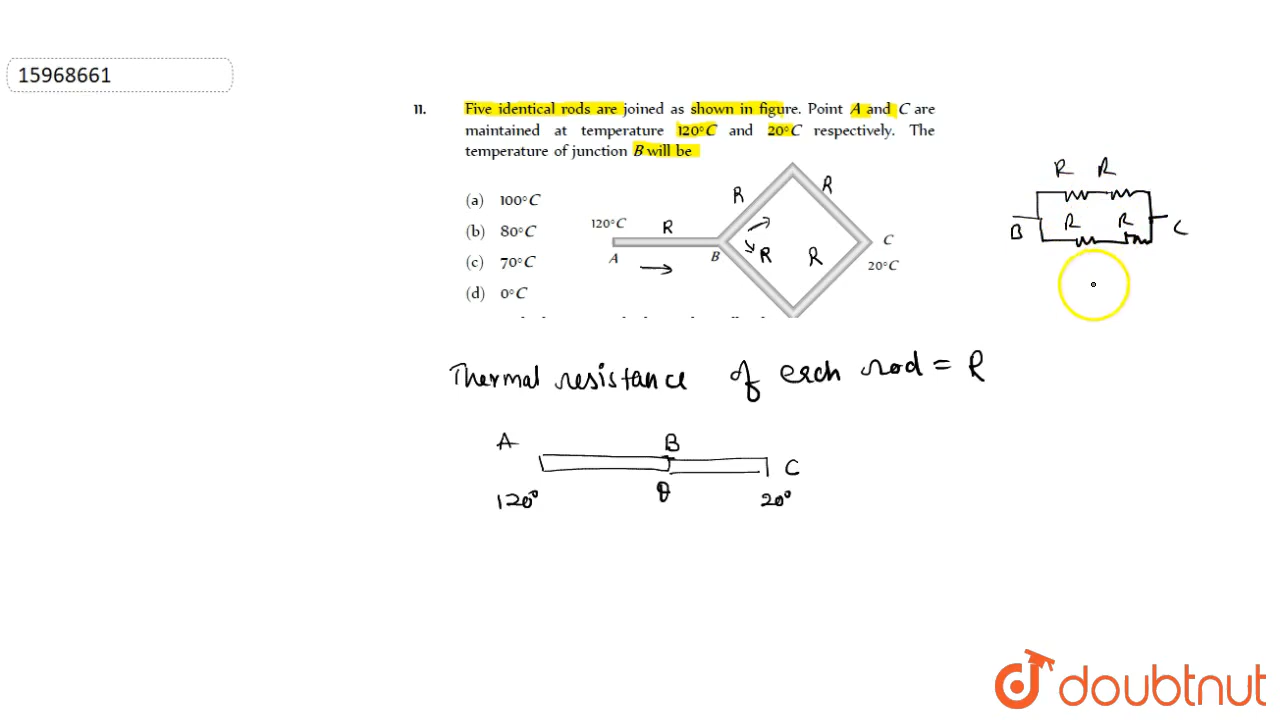 15968661
11. Five identical rods are joined as shown in figure. Point A and C are
maintained at temperature 120°C and 20°C respectively. The
temperature of junction B will be
(a) 100°C
(b) 80°C
(c) 70°C
(d) 0°C
R R
120°C R
A B
R R
C
20°C
R R
R R
B C
Thermal resistance of each rod = R
A B C
120° θ 20°
doubtnut